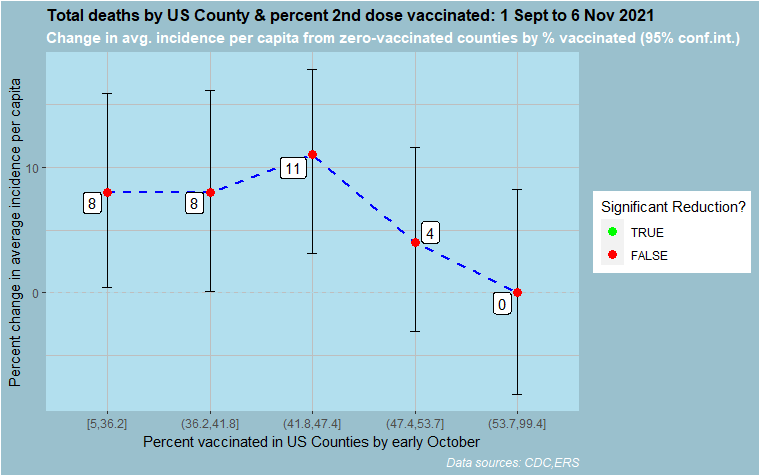 Total deaths by US County & percent 2nd dose vaccinated: 1 Sept to 6 Nov 2021
Change in avg. incidence per capita from zero-vaccinated counties by % vaccinated (95% conf.int.)
Percent change in average incidence per capita
10
0
8
8
11
4
0
[5,36.2]
(36.2,41.8]
(41.8,47.4]
(47.4,53.7]
(53.7,99.4]
Percent vaccinated in US Counties by early October
Significant Reduction?
TRUE
FALSE
Data sources: CDC,ERS